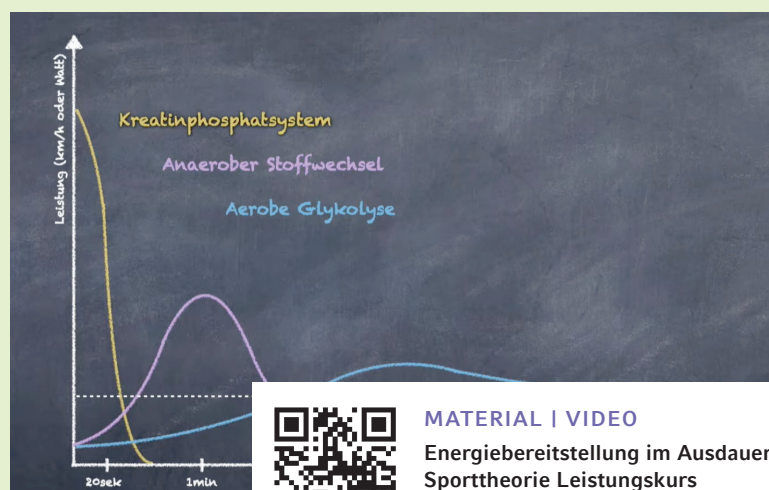 Leistung (km/h oder Watt)
Kreatinphosphatsystem
Anaerober Stoffwechsel
Aerobe Glykolyse
20sek
1min
MATERIAL | VIDEO
Energiebereitstellung im Ausdauer
Sporttheorie Leistungskurs